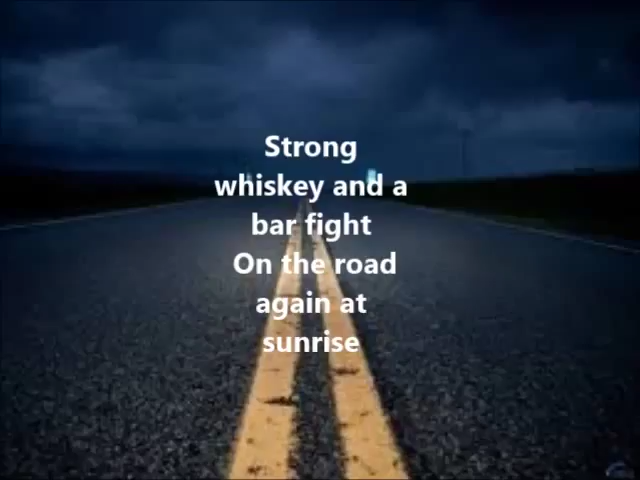 Strong
whiskey and a
bar fight
On the road
again at
sunrise